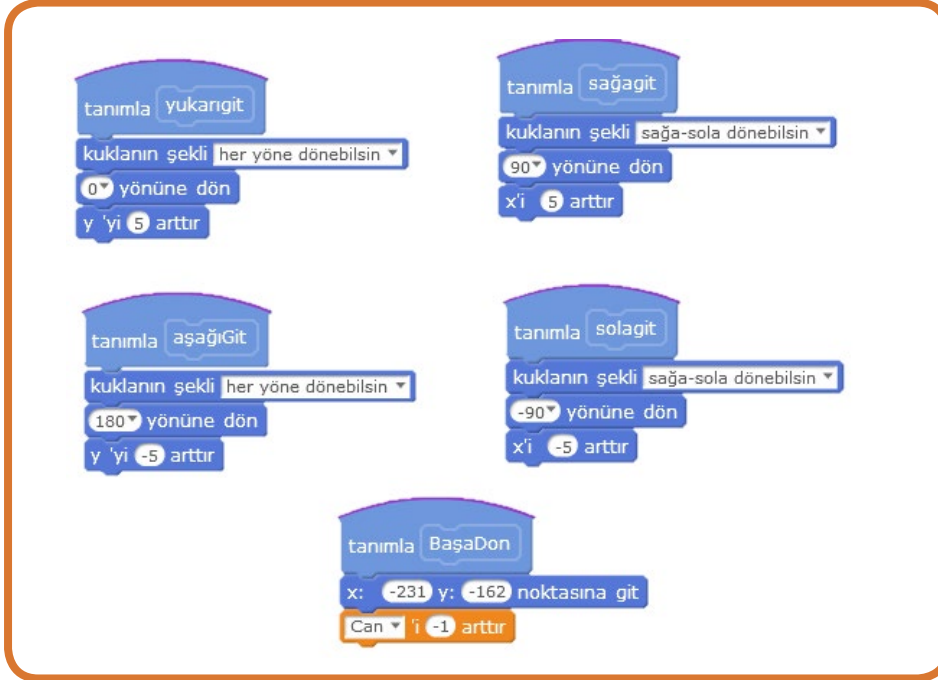 tanımla yukarıgit
kuklanın şekli her yöne dönebilsin
0 yönüne dön
y 'yi 5 arttır
tanımla sağagit
kuklanın şekli sağa-sola dönebilsin
90 yönüne dön
x'i 5 arttır
tanımla aşağıGit
kuklanın şekli her yöne dönebilsin
180 yönüne dön
y 'yi -5 arttır
tanımla solagit
kuklanın şekli sağa-sola dönebilsin
-90 yönüne dön
x'i -5 arttır
tanımla BaşaDon
x: -231 y: -162 noktasına git
Can 'i -1 arttır